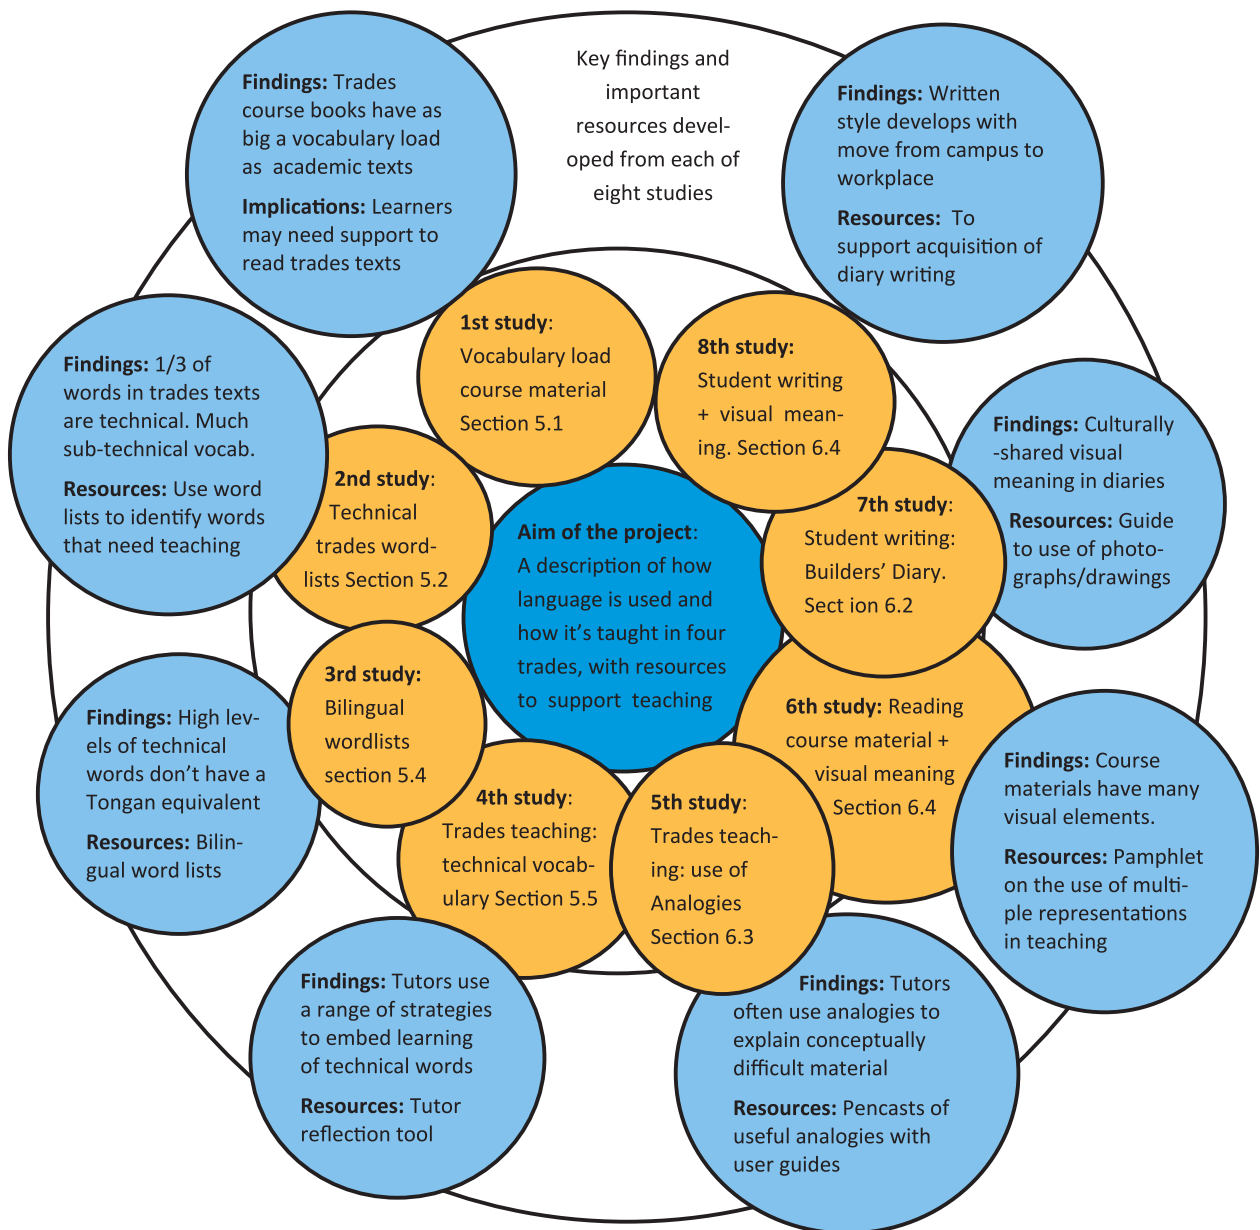 Key findings and
important
resources devel-
oped from each of
eight studies
Findings: Trades
course books have as
big a vocabulary load
as academic texts
Implications: Learners
may need support to
read trades texts
1st study:
Vocabulary load
course material
Section 5.1
Findings: 1/3 of
words in trades texts
are technical. Much
sub-technical vocab.
Resources: Use word
lists to identify words
that need teaching
2nd study:
Technical
trades word-
lists Section 5.2
Findings: High lev-
els of technical
words don't have a
Tongan equivalent
Resources: Bilin-
gual word lists
3rd study:
Bilingual
wordlists
section 5.4
Findings: Tutors use
a range of strategies
to embed learning
of technical words
Resources: Tutor
reflection tool
4th study:
Trades teaching:
technical vocab-
ulary Section 5.5
Findings: Tutors
often use analogies to
explain conceptually
difficult material
Resources: Pencasts of
useful analogies with
user guides
5th study:
Trades teach-
ing: use of
Analogies
Section 6.3
Findings: Course
materials have many
visual elements.
Resources: Pamphlet
on the use of multi-
ple representations
in teaching
6th study: Reading
course material +
visual meaning
Section 6.4
Findings: Culturally
-shared visual
meaning in diaries
Resources: Guide
to use of photo-
graphs/drawings
7th study:
Student writing:
Builders' Diary.
Sect ion 6.2
Findings: Written
style develops with
move from campus to
workplace
Resources: To
support acquisition of
diary writing
8th study:
Student writing
+ visual mean-
ing. Section 6.4
Aim of the project:
A description of how
language is used and
how it's taught in four
trades, with resources
to support teaching